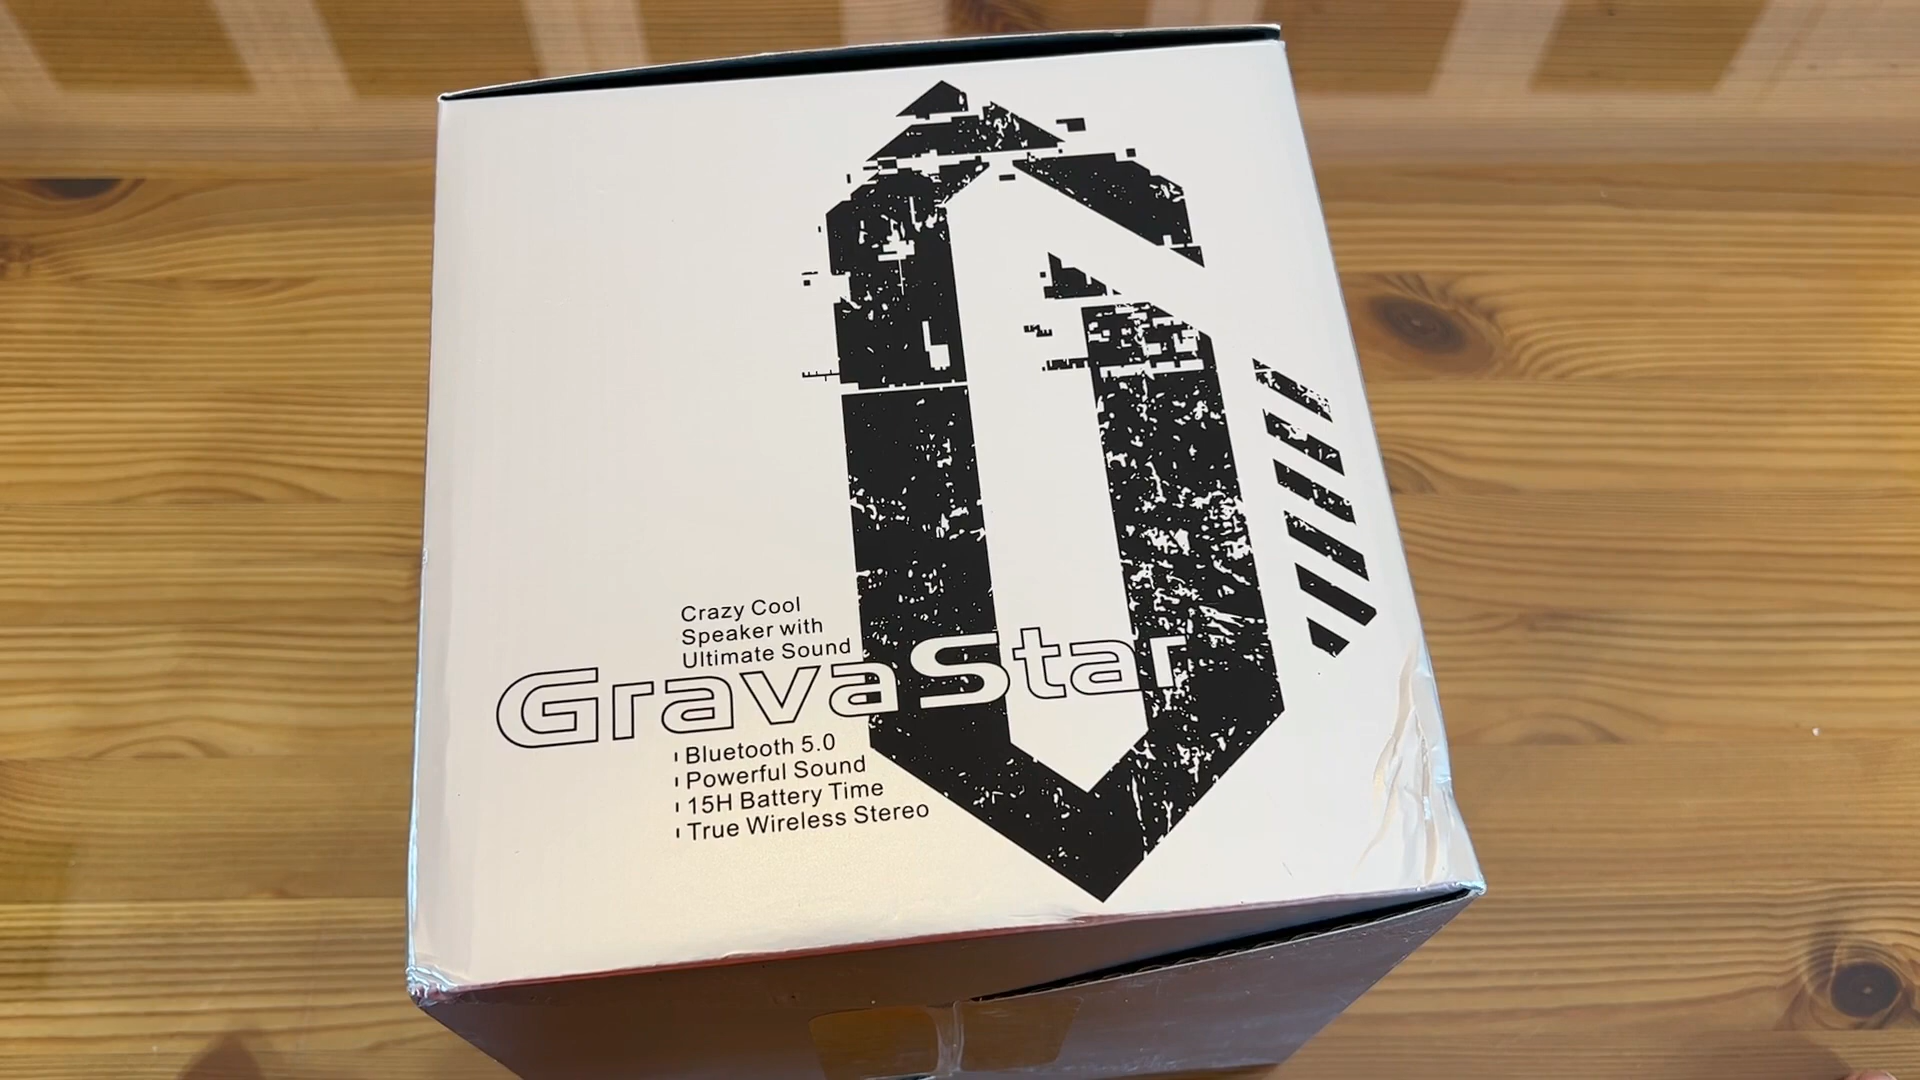 Crazy Cool
Speaker with
Ultimate Sound
GravaStar
Bluetooth 5.0
Powerful Sound
15H Battery Time
True Wireless Stereo